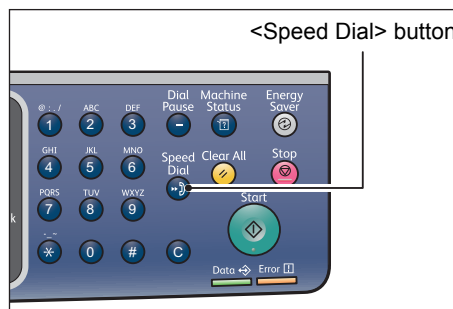 <Speed Dial> button
Dial Pause
Machine Status
Energy Saver
@ : . /
ABC
DEF
1
2
3
-
GHI
JKL
MNO
Speed Dial
Clear All
Stop
4
5
6
PQRS
TUV
WXYZ
Start
k
7
8
9
-_~
*
0
#
C
Data
Error